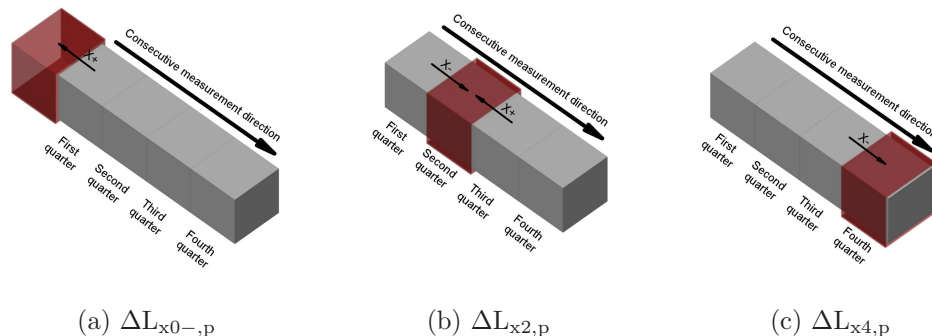 Consecutive measurement direction
X+
First
quarter
Second
quarter
Third
quarter
Fourth
quarter
(a) ΔLx0−,p
Consecutive measurement direction
X-
X+
First
quarter
Second
quarter
Third
quarter
Fourth
quarter
(b) ΔLx2,p
Consecutive measurement direction
X-
First
quarter
Second
quarter
Third
quarter
Fourth
quarter
(c) ΔLx4,p